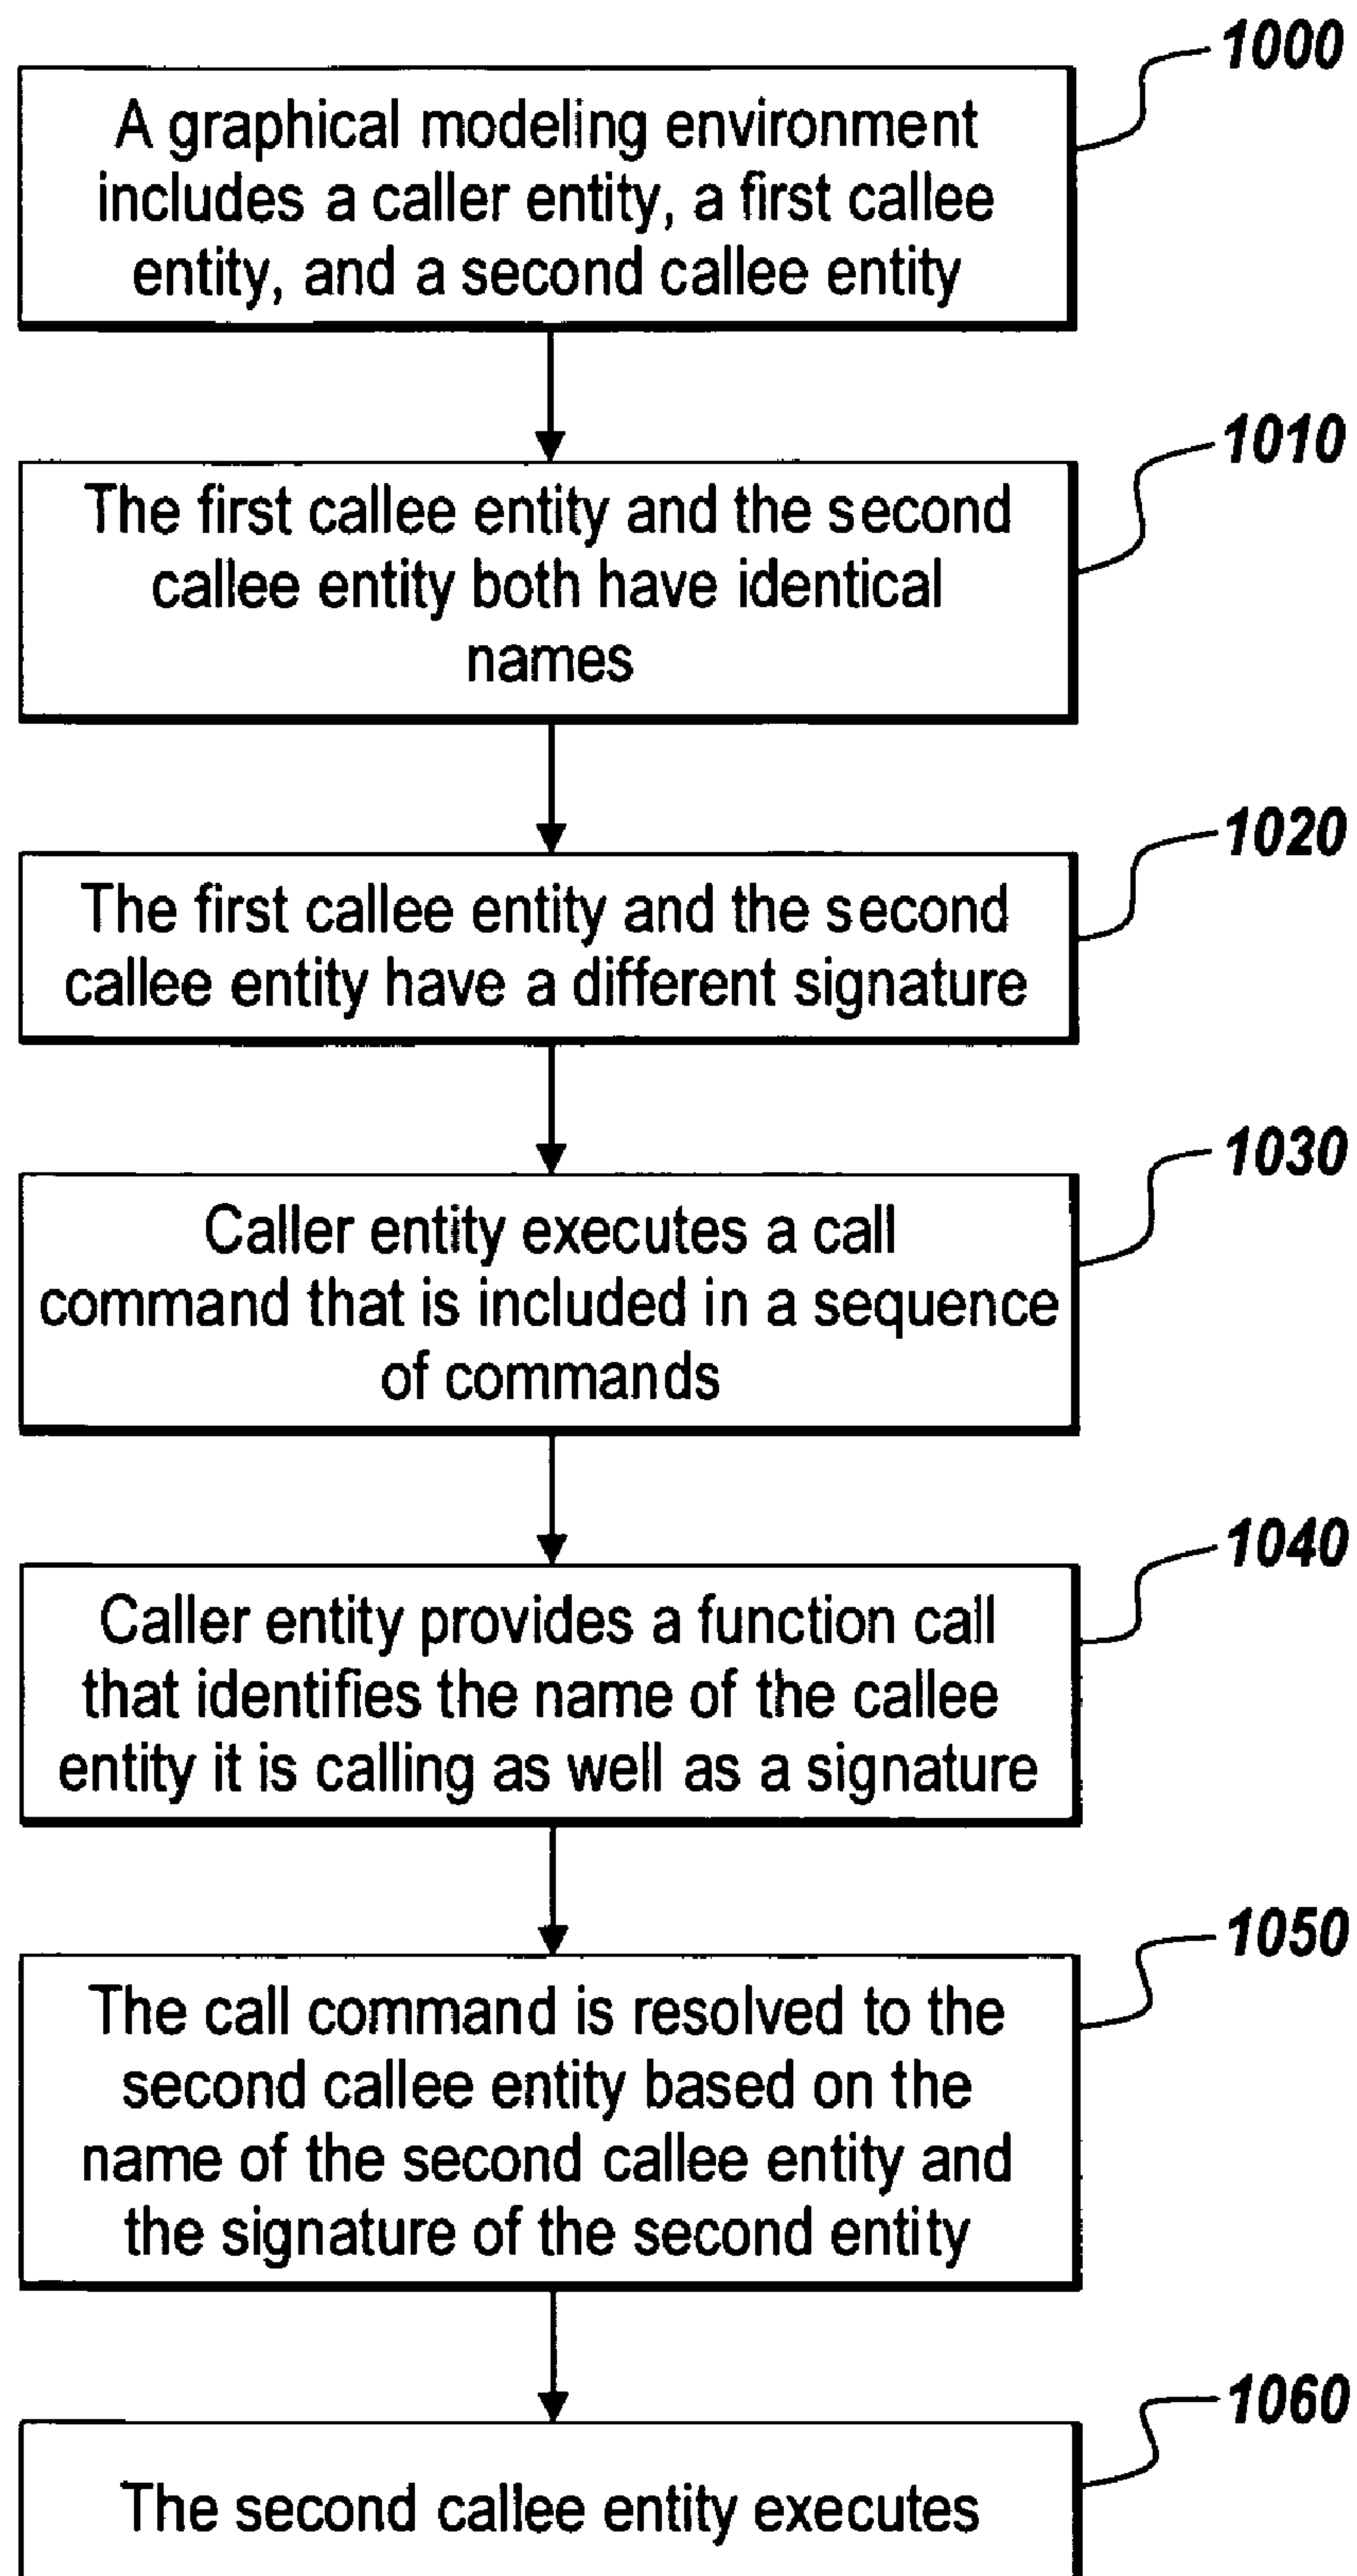 1000
A graphical modeling environment
includes a caller entity, a first callee
entity, and a second callee entity
1010
The first callee entity and the second
callee entity both have identical
names
1020
The first callee entity and the second
callee entity have a different signature
1030
Caller entity executes a call
command that is included in a sequence
of commands
1040
Caller entity provides a function call
that identifies the name of the callee
entity it is calling as well as a signature
1050
The call command is resolved to the
second callee entity based on the
name of the second callee entity and
the signature of the second entity
1060
The second callee entity executes